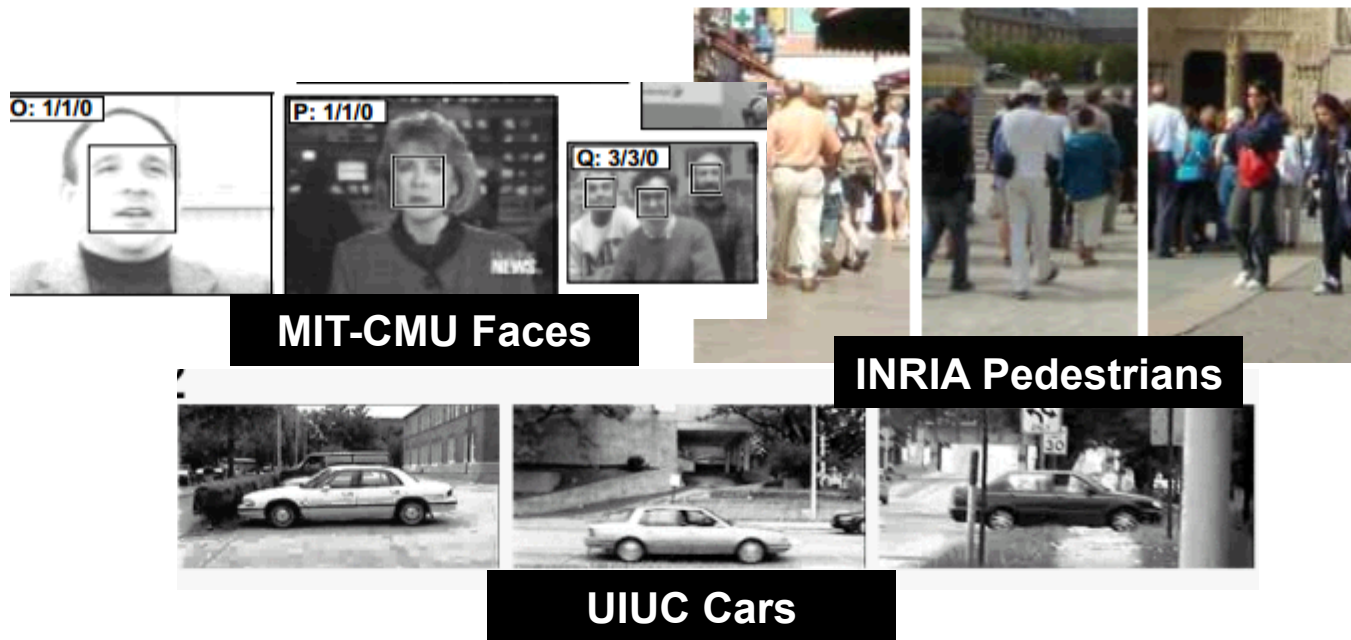 O: 1/1/0
P: 1/1/0
Q: 3/3/0
NEWS
MIT-CMU Faces
INRIA Pedestrians
30
UIUC Cars